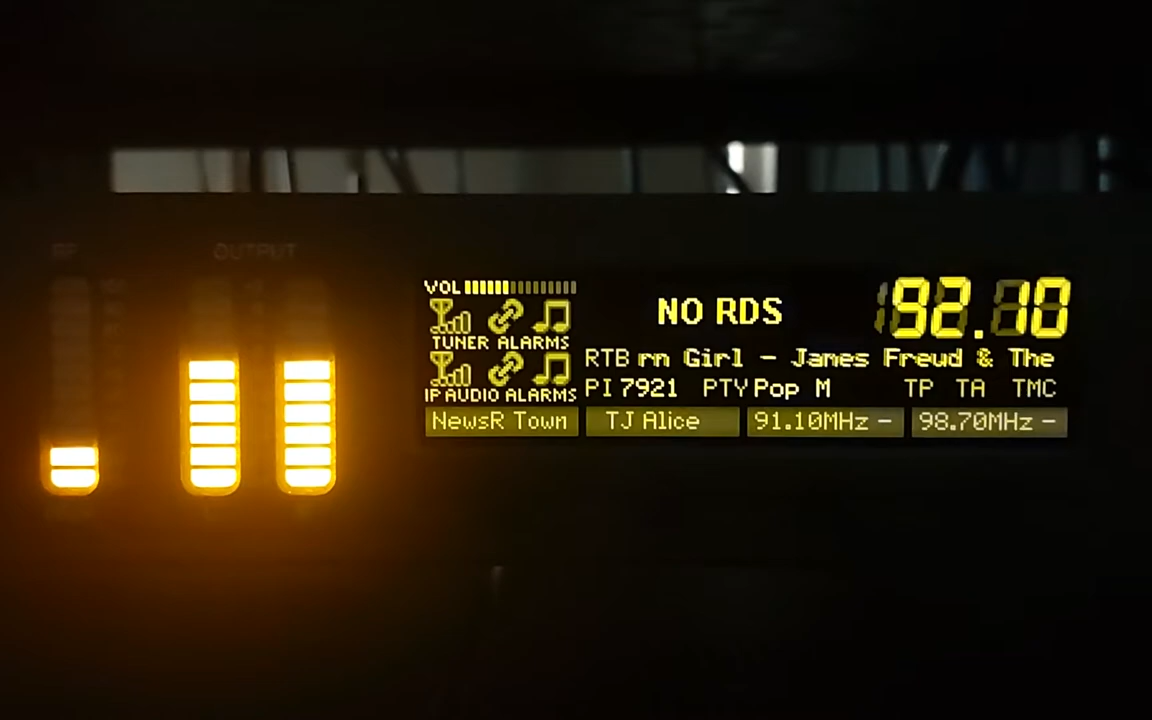 OUTPUT
VOL
NO RDS
92.10
TUNER ALARMS
RTB rn Girl - James Freud & The
IP AUDIO ALARMS
PI 7921 PTY Pop M TP TA TMC
NewsR Town TJ Alice 91.10MHz - 98.70MHz -